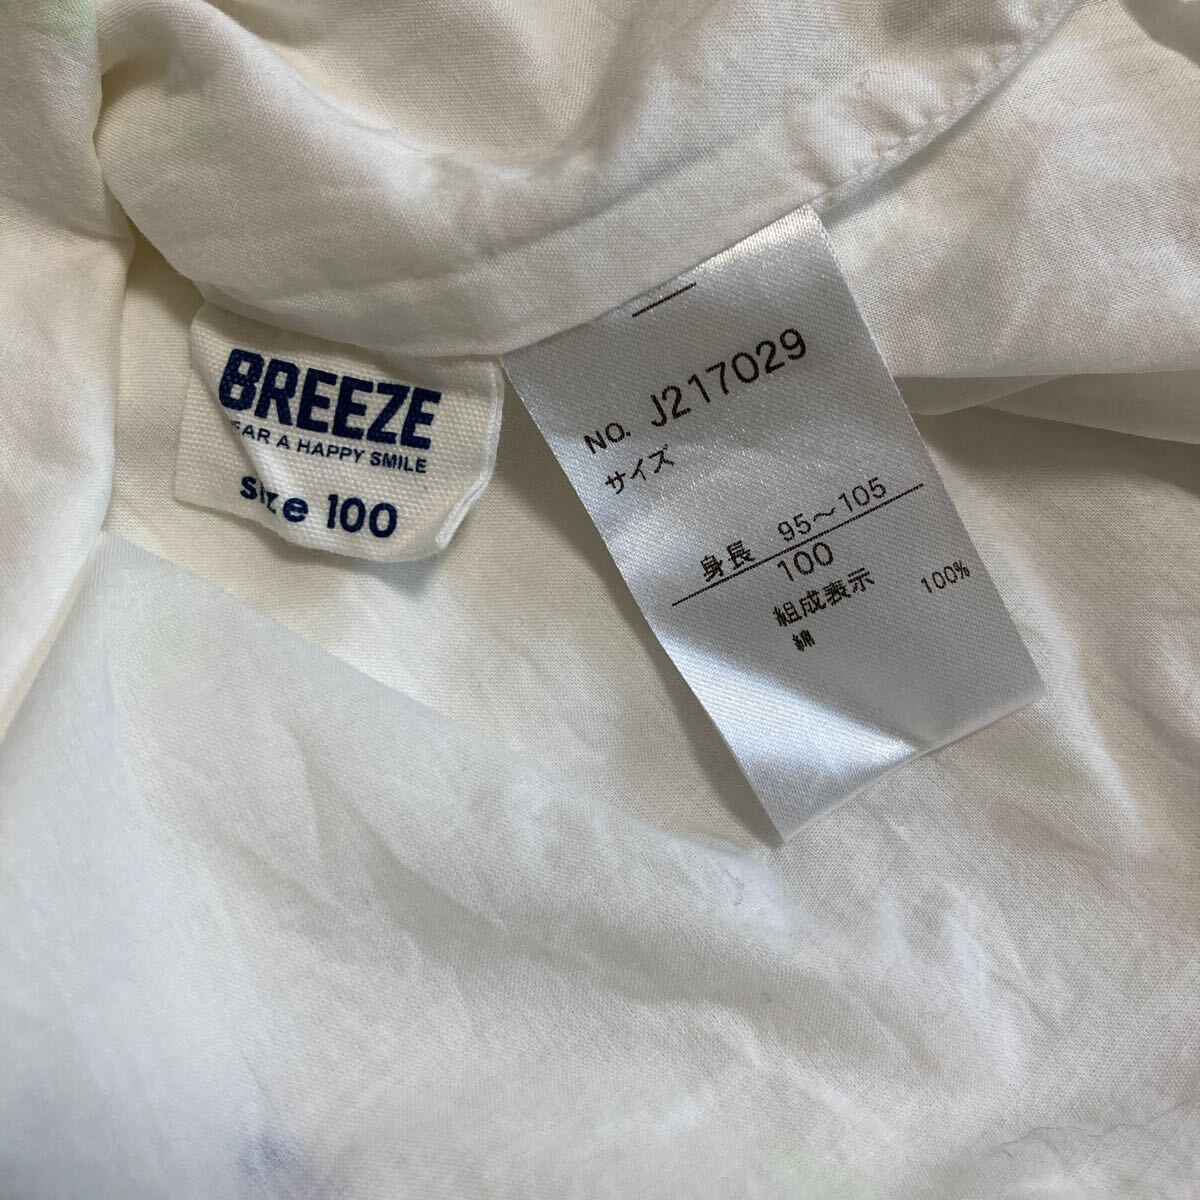 BREEZE
EAR A HAPPY SMILE
size 100
NO. J217029
サイズ
身長 95～105
100
組成表示
綿 100%